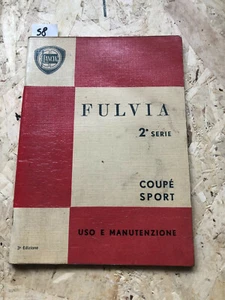 58
LANCIA
FULVIA
2ª SERIE
COUPÉ
SPORT
USO E MANUTENZIONE
2ª Edizione